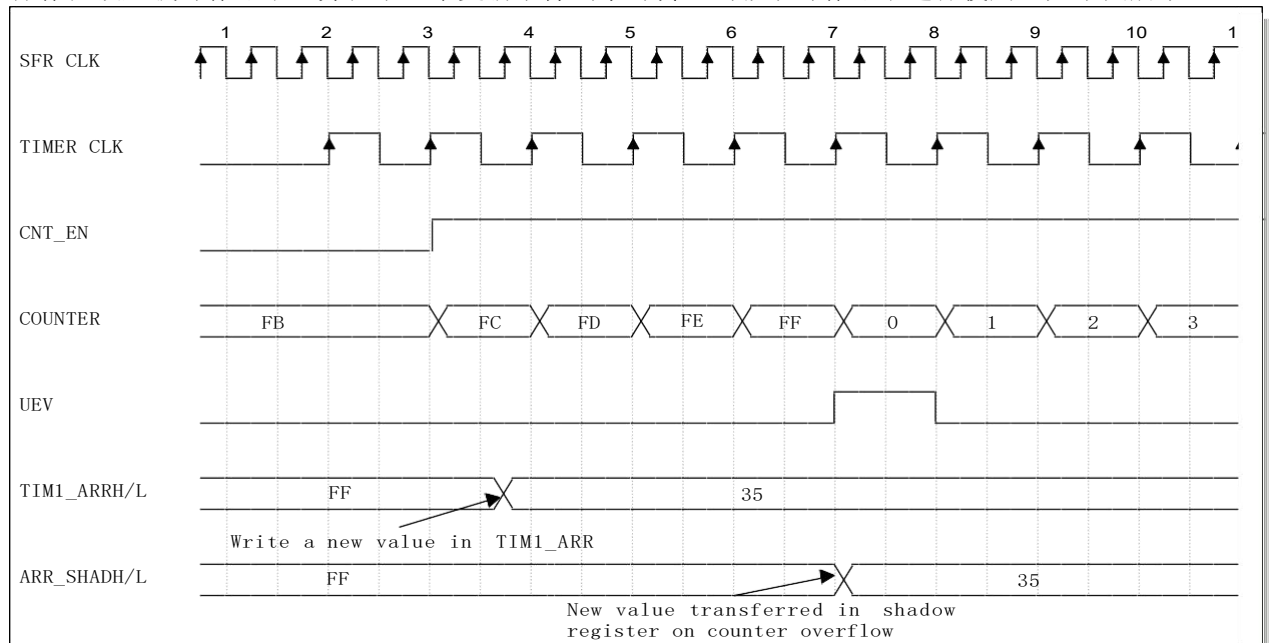 1 2 3 4 5 6 7 8 9 10 1
SFR CLK
TIMER CLK
CNT_EN
COUNTER FB FC FD FE FF 0 1 2 3
UEV
TIM1_ARRH/L FF 35
Write a new value in TIM1_ARR
ARR_SHADH/L FF 35
New value transferred in shadow
register on counter overflow